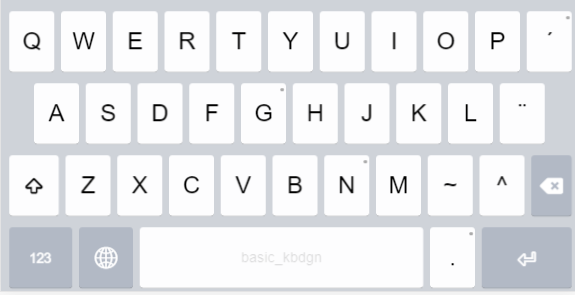 Q W E R T Y U I O P ´
A S D F G H J K L ¨
Z X C V B N M ~ ^
123 basic_kbdgn .